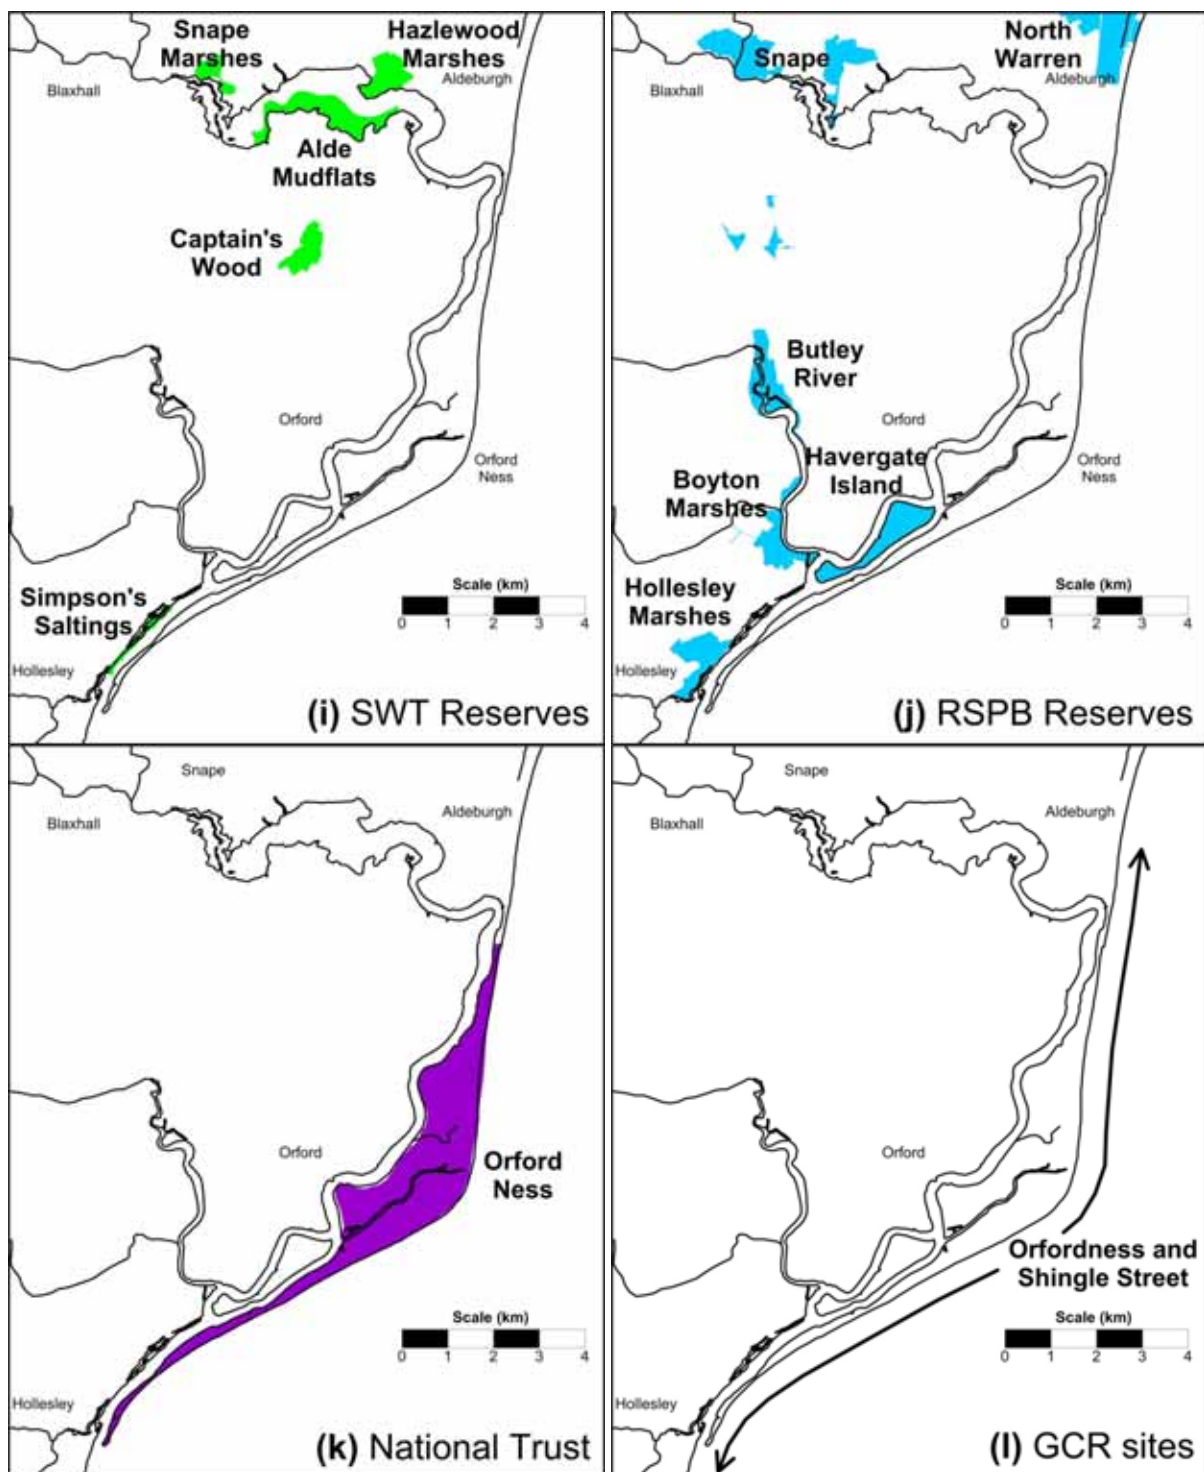 Snape
Marshes
Hazlewood
Marshes
Blaxhall
Aldeburgh
Alde
Mudflats
Captain's
Wood
Orford
Orford
Ness
Simpson's
Saltings
Scale (km)
0 1 2 3 4
Hollesley
(i) SWT Reserves
Snape
North
Warren
Blaxhall
Aldeburgh
Butley
River
Orford
Havergate
Island
Orford
Ness
Boyton
Marshes
Hollesley
Marshes
Scale (km)
0 1 2 3 4
Hollesley
(j) RSPB Reserves
Snape
Blaxhall
Aldeburgh
Orford
Orford
Ness
Scale (km)
0 1 2 3 4
Hollesley
(k) National Trust
Snape
Blaxhall
Aldeburgh
Orford
Orfordness and
Shingle Street
Scale (km)
0 1 2 3 4
Hollesley
(l) GCR sites